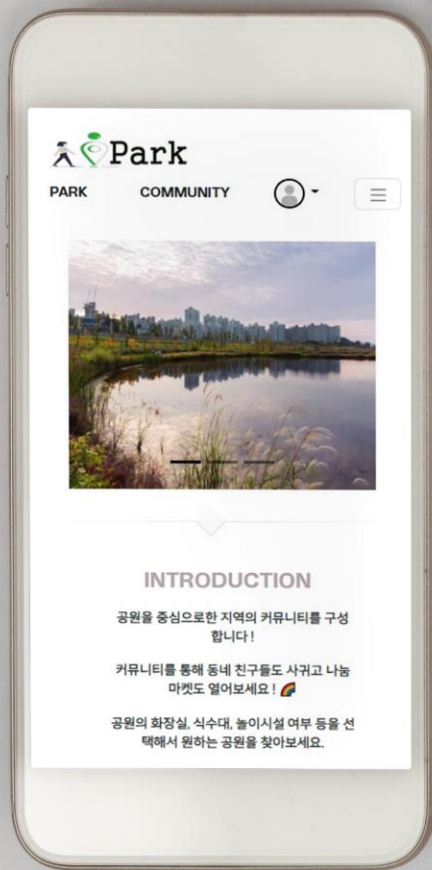 Park
PARK COMMUNITY
INTRODUCTION
공원을 중심으로한 지역의 커뮤니티를 구성
합니다 !
커뮤니티를 통해 동네 친구들도 사귀고 나눔
마켓도 열어보세요 ! 🌈
공원의 화장실, 식수대, 놀이시설 여부 등을 선
택해서 원하는 공원을 찾아보세요.